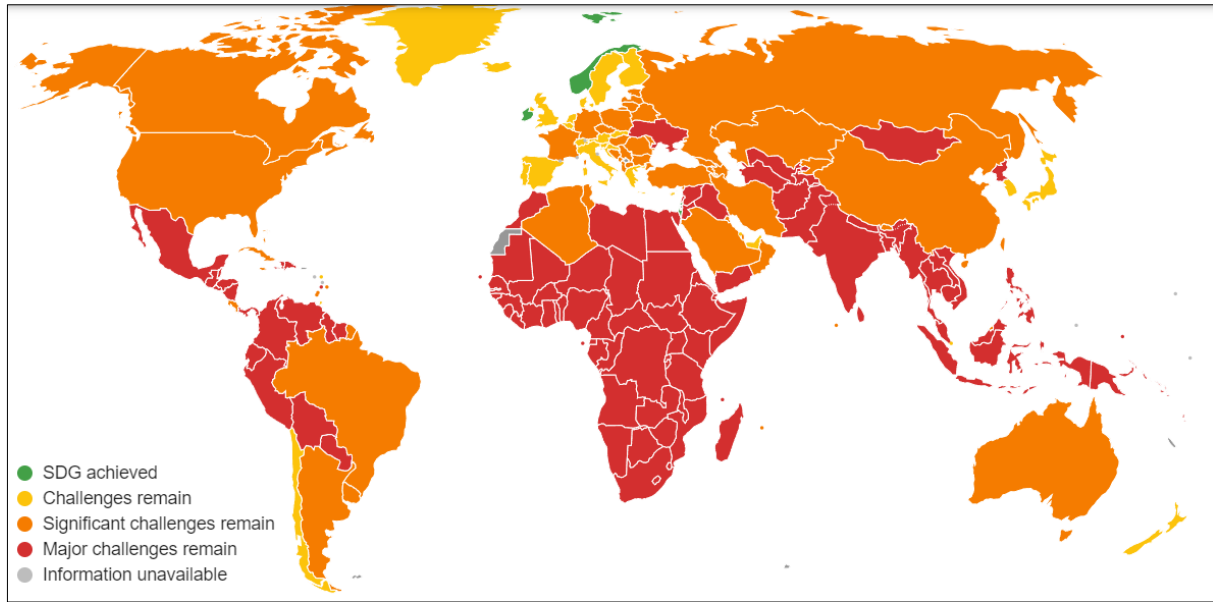 SDG achieved
Challenges remain
Significant challenges remain
Major challenges remain
Information unavailable